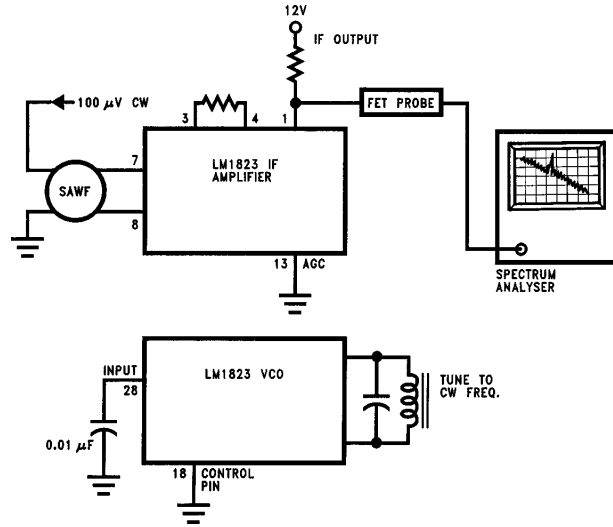 12V
IF OUTPUT
100 μV CW
3
4
1
FET PROBE
7
LM1823 IF
AMPLIFIER
SAWF
8
13
AGC
SPECTRUM
ANALYSER
INPUT
28
LM1823 VCO
TUNE TO
CW FREQ.
0.01 μF
18
CONTROL
PIN